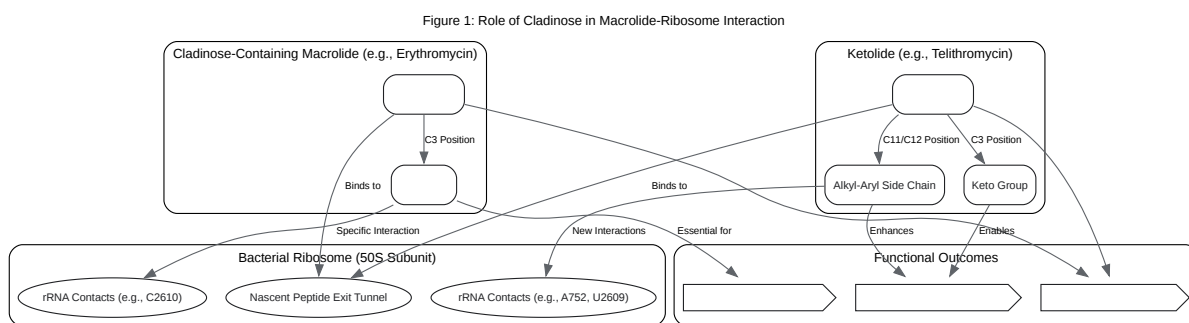 Figure 1: Role of Cladinose in Macrolide-Ribosome Interaction
Cladinose-Containing Macrolide (e.g., Erythromycin)
Ketolide (e.g., Telithromycin)
C3 Position
C11/C12 Position
C3 Position
Binds to
Binds to
Alkyl-Aryl Side Chain
Keto Group
Specific Interaction
New Interactions
Essential for
Enhances
Enables
Bacterial Ribosome (50S Subunit)
Functional Outcomes
rRNA Contacts (e.g., C2610)
Nascent Peptide Exit Tunnel
rRNA Contacts (e.g., A752, U2609)